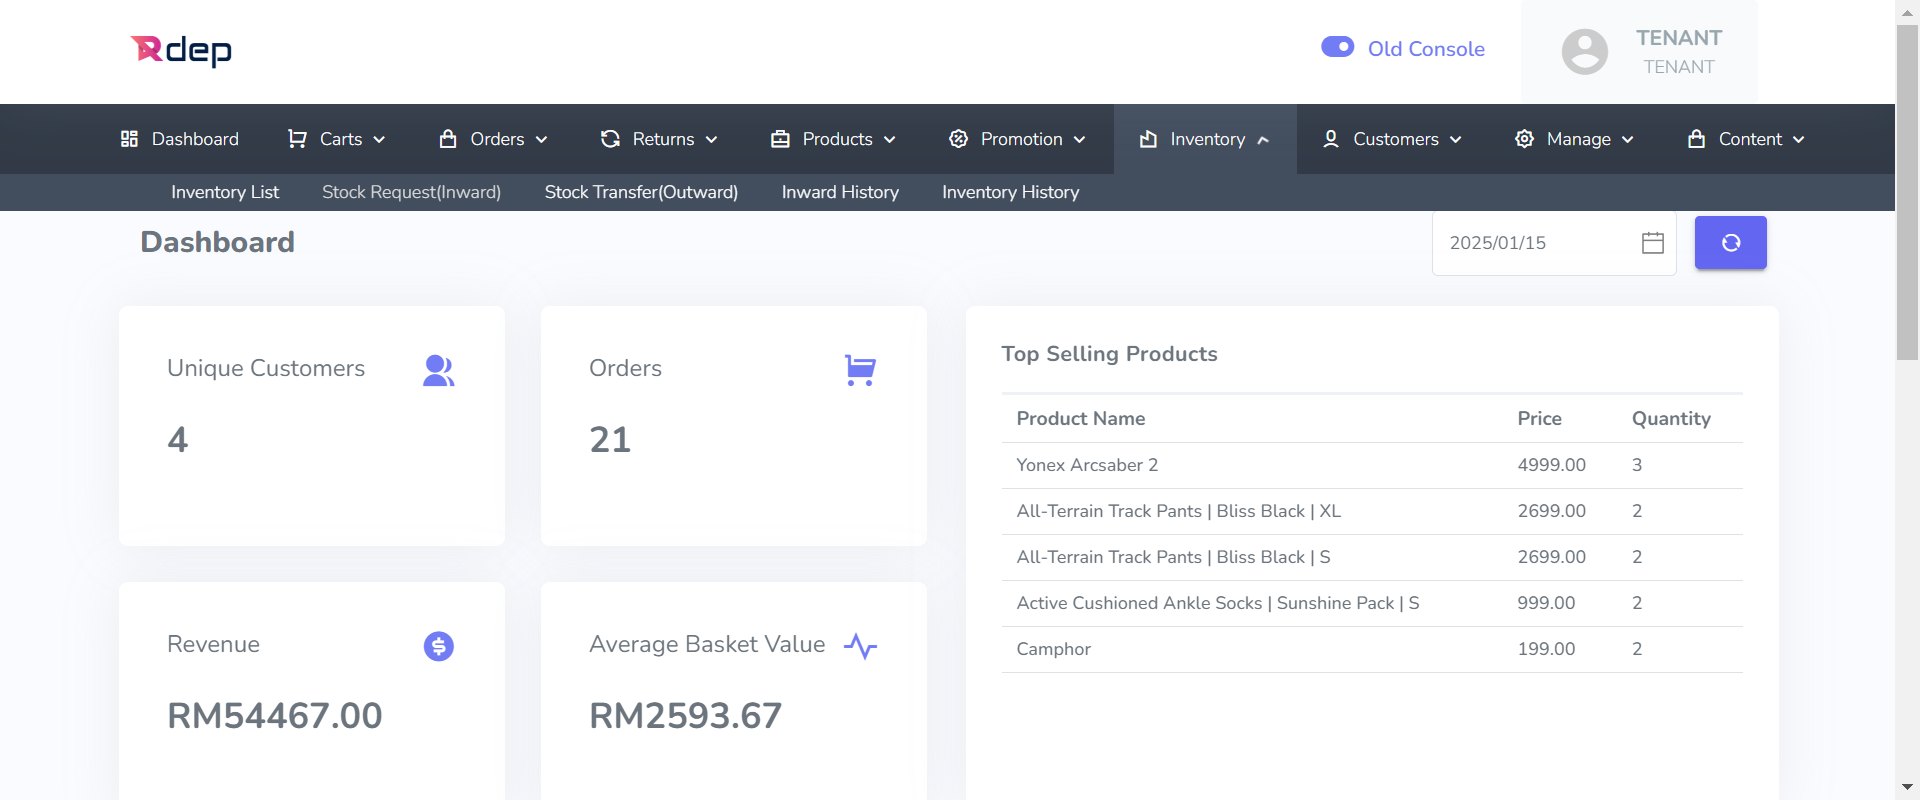 Rdep
Old Console
TENANT
TENANT
Dashboard Carts Orders Returns Products Promotion Inventory Customers Manage Content
Inventory List Stock Request(Inward) Stock Transfer(Outward) Inward History Inventory History
Dashboard
2025/01/15
Unique Customers
4
Orders
21
Revenue
RM54467.00
Average Basket Value
RM2593.67
Top Selling Products
Product Name Price Quantity
Yonex Arcsaber 2 4999.00 3
All-Terrain Track Pants | Bliss Black | XL 2699.00 2
All-Terrain Track Pants | Bliss Black | S 2699.00 2
Active Cushioned Ankle Socks | Sunshine Pack | S 999.00 2
Camphor 199.00 2